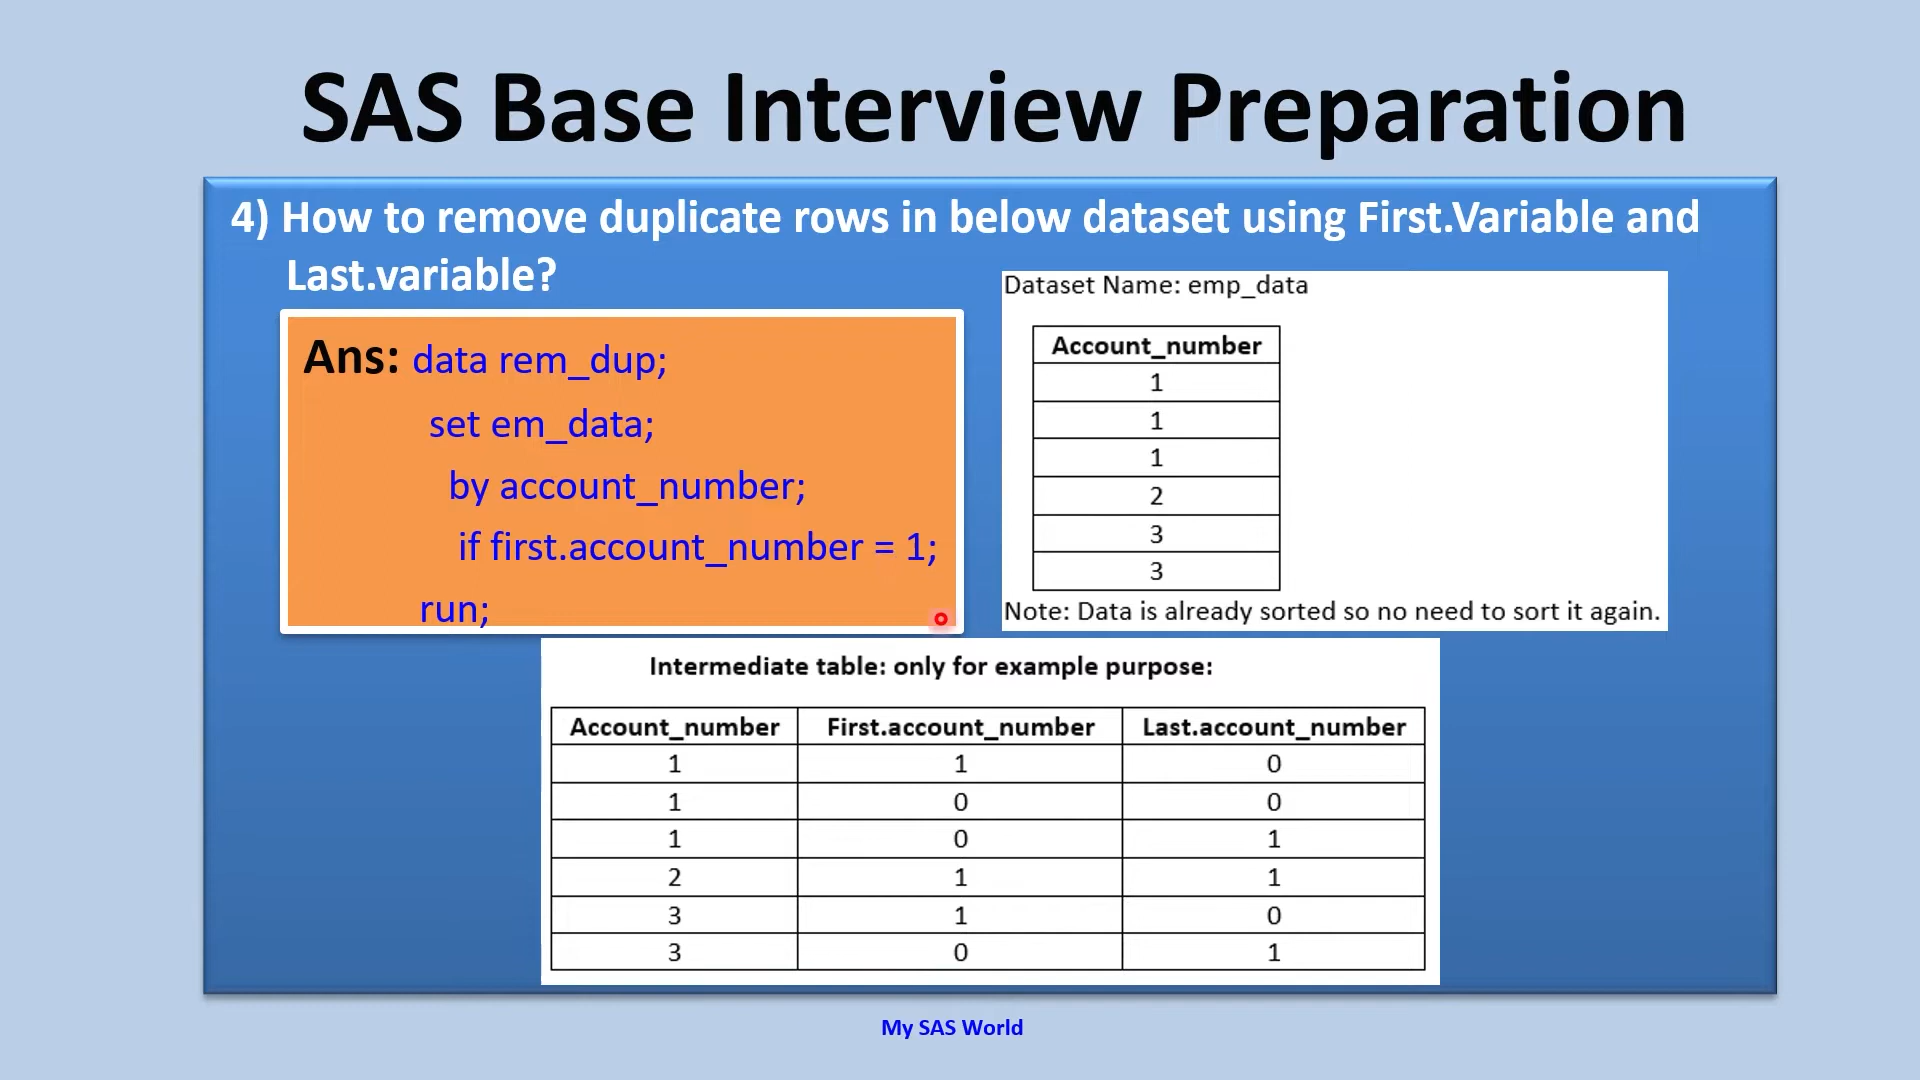 SAS Base Interview Preparation
4) How to remove duplicate rows in below dataset using First.Variable and
Last.variable?
Ans: data rem_dup;
set em_data;
by account_number;
if first.account_number = 1;
run;
Dataset Name: emp_data
Account_number
1
1
1
2
3
3
Note: Data is already sorted so no need to sort it again.
Intermediate table: only for example purpose:
Account_number First.account_number Last.account_number
1 1 0
1 0 0
1 0 1
2 1 1
3 1 0
3 0 1
My SAS World